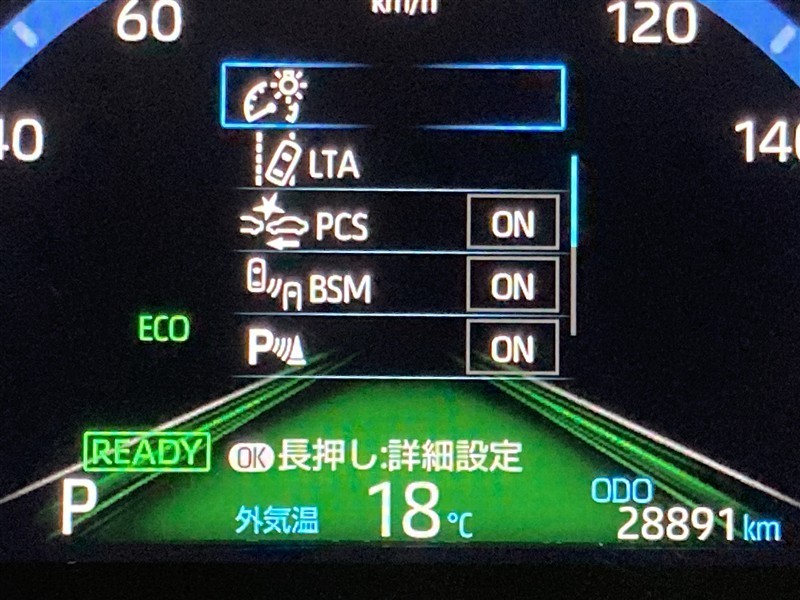 km/h
60
120
40
140
LTA
PCS ON
BSM ON
P ON
ECO
READY
OK 長押し:詳細設定
P
外気温 18℃
ODO
28891km